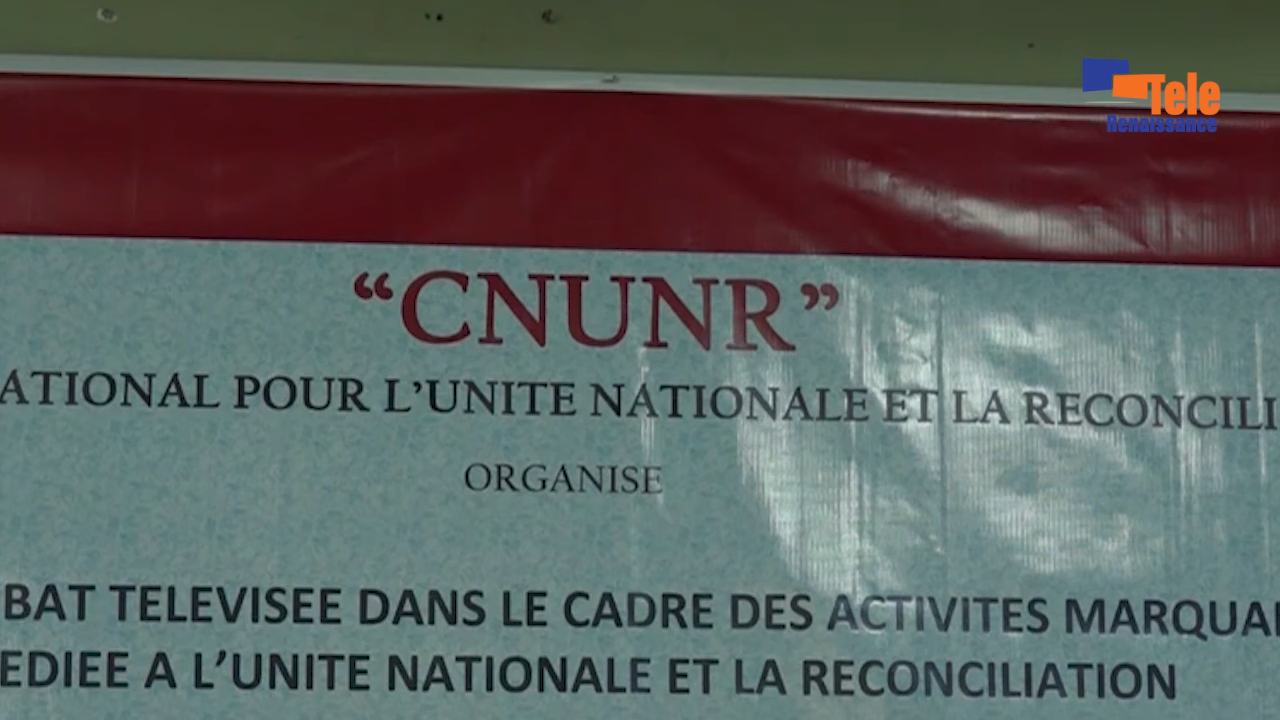 Tele
Renaissance
“CNUNR”
ATIONAL POUR L’UNITE NATIONALE ET LA RECONCILI
ORGANISE
BAT TELEVISEE DANS LE CADRE DES ACTIVITES MARQUA
EDIEE A L’UNITE NATIONALE ET LA RECONCILIATION